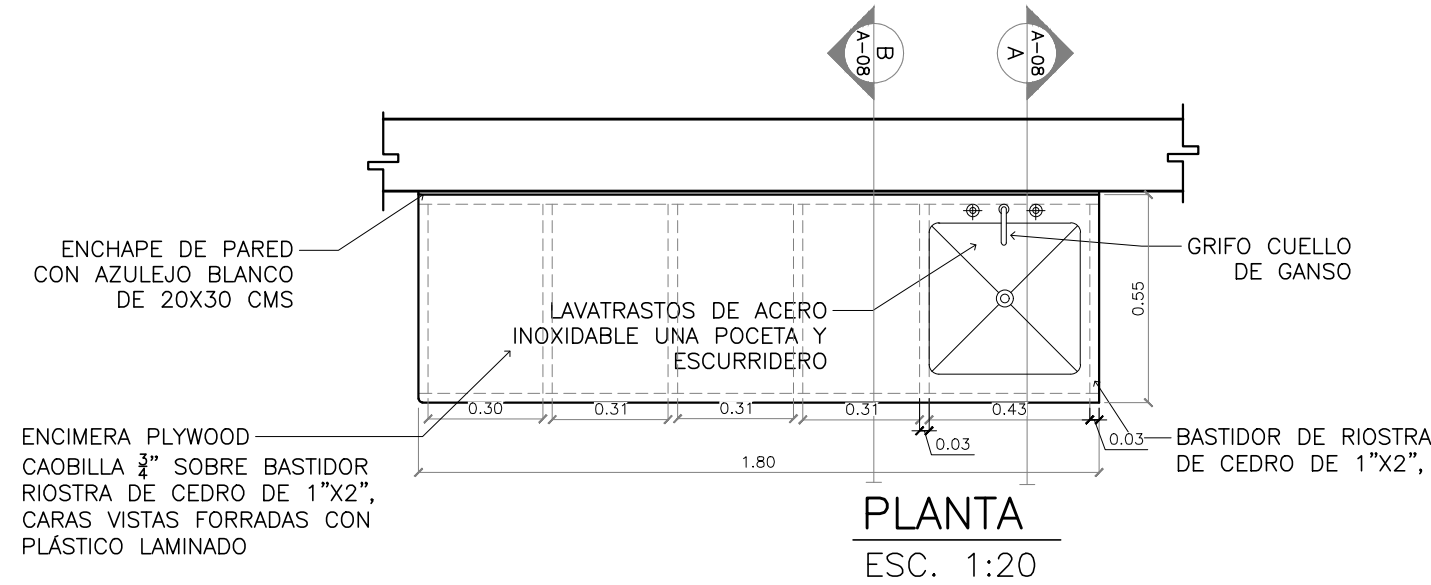 B
A-08
A
A-08
ENCHAPE DE PARED
CON AZULEJO BLANCO
DE 20X30 CMS
LAVATRASTOS DE ACERO
INOXIDABLE UNA POCETA Y
ESCURRIDERO
GRIFO CUELLO
DE GANSO
0.55
0.30
0.31
0.31
0.31
0.43
0.03
0.03
1.80
ENCIMERA PLYWOOD
CAOBILLA 3/4" SOBRE BASTIDOR
RIOSTRA DE CEDRO DE 1"X2",
CARAS VISTAS FORRADAS CON
PLÁSTICO LAMINADO
BASTIDOR DE RIOSTRA
DE CEDRO DE 1"X2",
PLANTA
ESC. 1:20